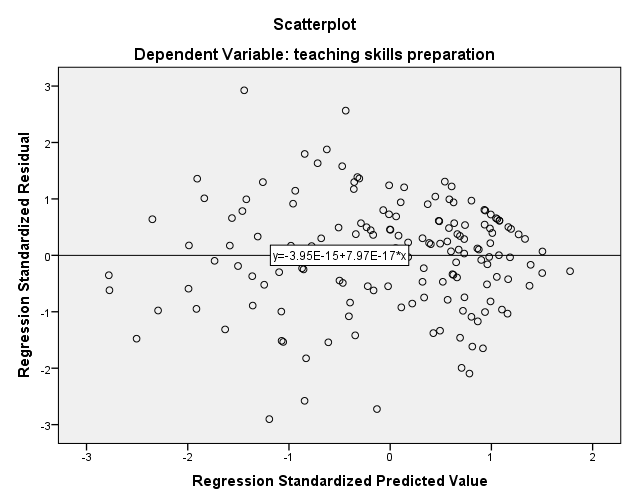 Scatterplot
Dependent Variable: teaching skills preparation
Regression Standardized Residual
3
2
1
0
-1
-2
-3
y=-3.95E-15+7.97E-17*x
-3 -2 -1 0 1 2
Regression Standardized Predicted Value